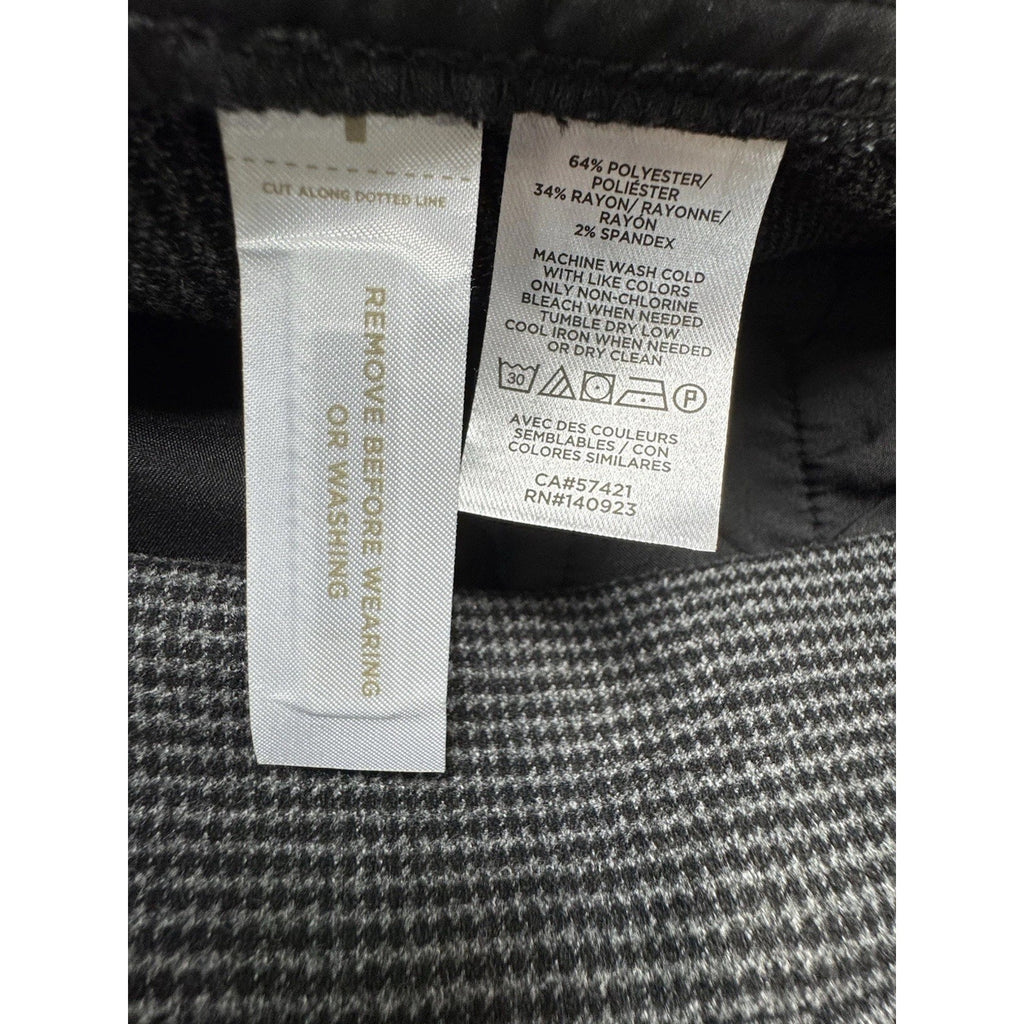 CUT ALONG DOTTED LINE
REMOVE BEFORE WEARING
OR WASHING
64% POLYESTER/
POLIÉSTER
34% RAYON/ RAYONNE/
RAYÓN
2% SPANDEX
MACHINE WASH COLD
WITH LIKE COLORS
ONLY NON-CHLORINE
BLEACH WHEN NEEDED
TUMBLE DRY LOW
COOL IRON WHEN NEEDED
OR DRY CLEAN
30 P
AVEC DES COULEURS
SEMBLABLES / CON
COLORES SIMILARES
CA#57421
RN#140923